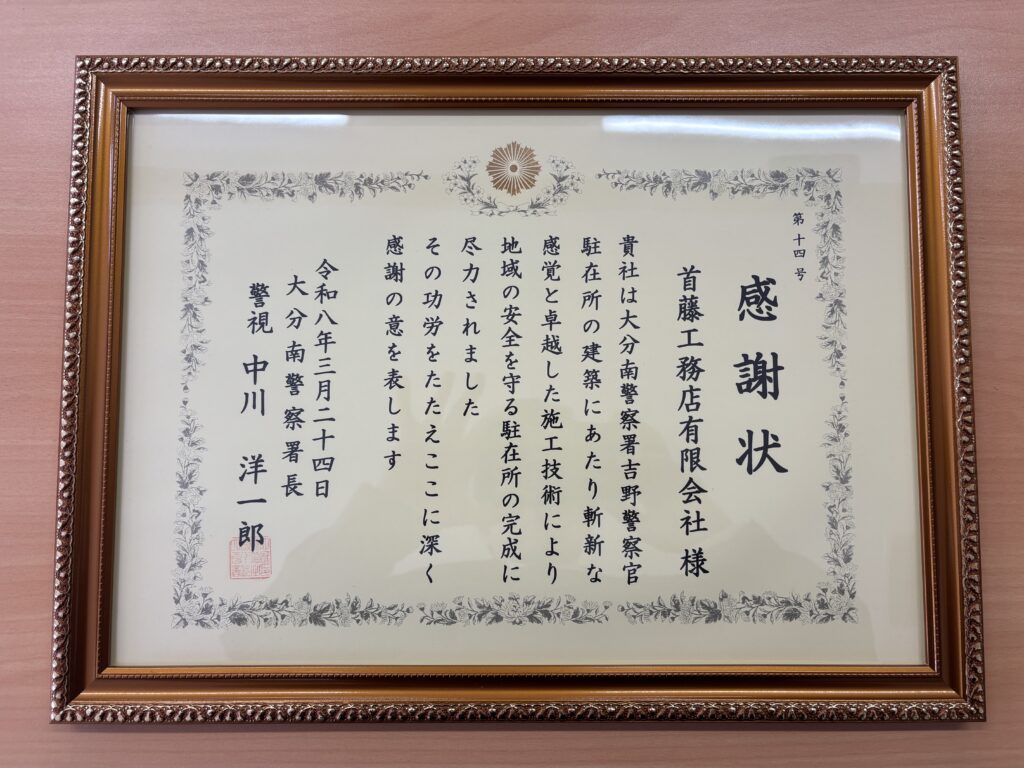 第十四号
感謝状
首藤工務店有限会社 様
貴社は大分南警察署吉野警察官
駐在所の建築にあたり斬新な
感覚と卓越した施工技術により
地域の安全を守る駐在所の完成に
尽力されました
その功労をたたえここに深く
感謝の意を表します
令和八年三月二十四日
大分南警察署長
警視 中川 洋一郎